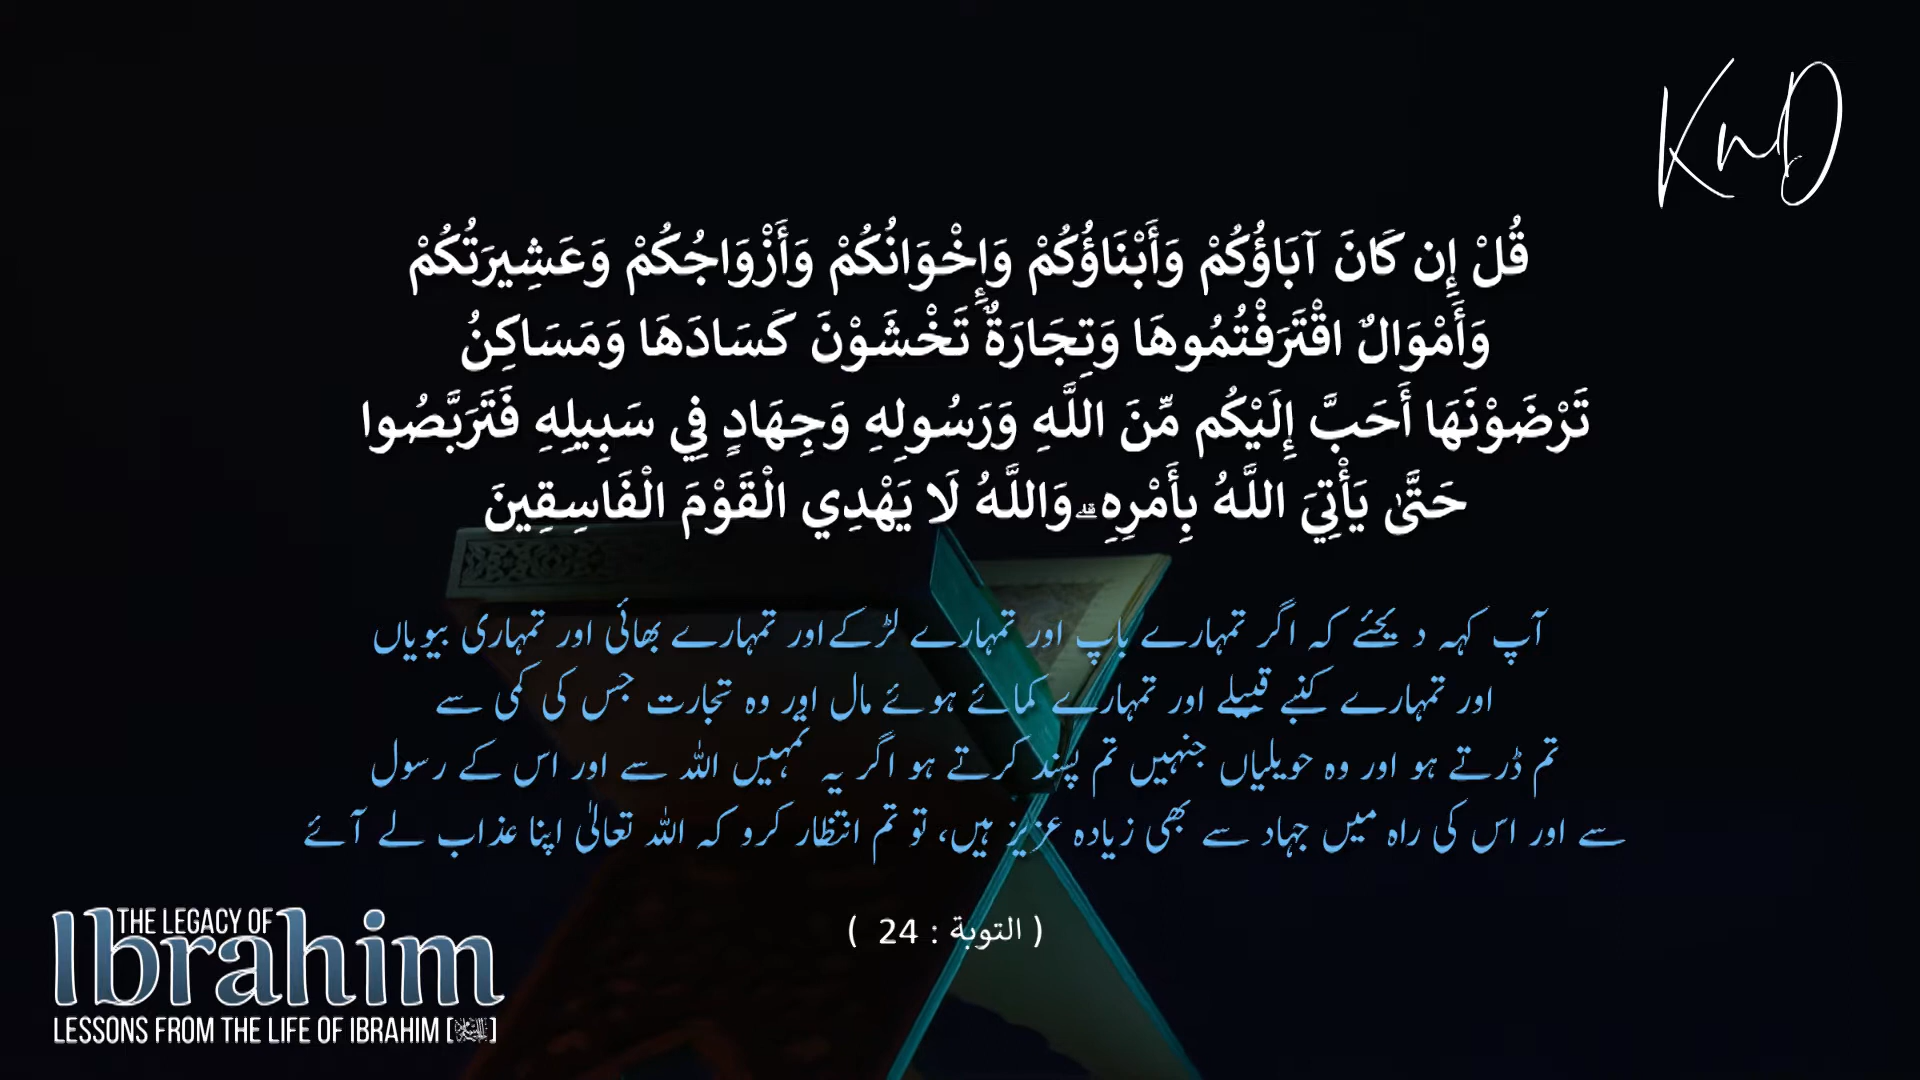 KnD
قُلْ إِن كَانَ آبَاؤُكُمْ وَأَبْنَاؤُكُمْ وَإِخْوَانُكُمْ وَأَزْوَاجُكُمْ وَعَشِيرَتُكُمْ
وَأَمْوَالٌ اقْتَرَفْتُمُوهَا وَتِجَارَةٌ تَخْشَوْنَ كَسَادَهَا وَمَسَاكِنُ
تَرْضَوْنَهَا أَحَبَّ إِلَيْكُم مِّنَ اللَّهِ وَرَسُولِهِ وَجِهَادٍ فِي سَبِيلِهِ فَتَرَبَّصُوا
حَتَّىٰ يَأْتِيَ اللَّهُ بِأَمْرِهِ ۗ وَاللَّهُ لَا يَهْدِي الْقَوْمَ الْفَاسِقِينَ
آپ کہہ دیجئے کہ اگر تمہارے باپ اور تمہارے لڑکے اور تمہارے بھائی اور تمہاری بیویاں
اور تمہارے کنبے قبیلے اور تمہارے کمائے ہوئے مال اور وہ تجارت جس کی کمی سے
تم ڈرتے ہو اور وہ حویلیاں جنہیں تم پسند کرتے ہو اگر یہ تمہیں اللہ سے اور اس کے رسول
سے اور اس کی راه میں جہاد سے بھی زیاده عزیز ہیں، تو تم انتظار کرو کہ اللہ تعالیٰ اپنا عذاب لے آئے
( التوبة : 24 )
THE LEGACY OF
Ibrahim
LESSONS FROM THE LIFE OF IBRAHIM []